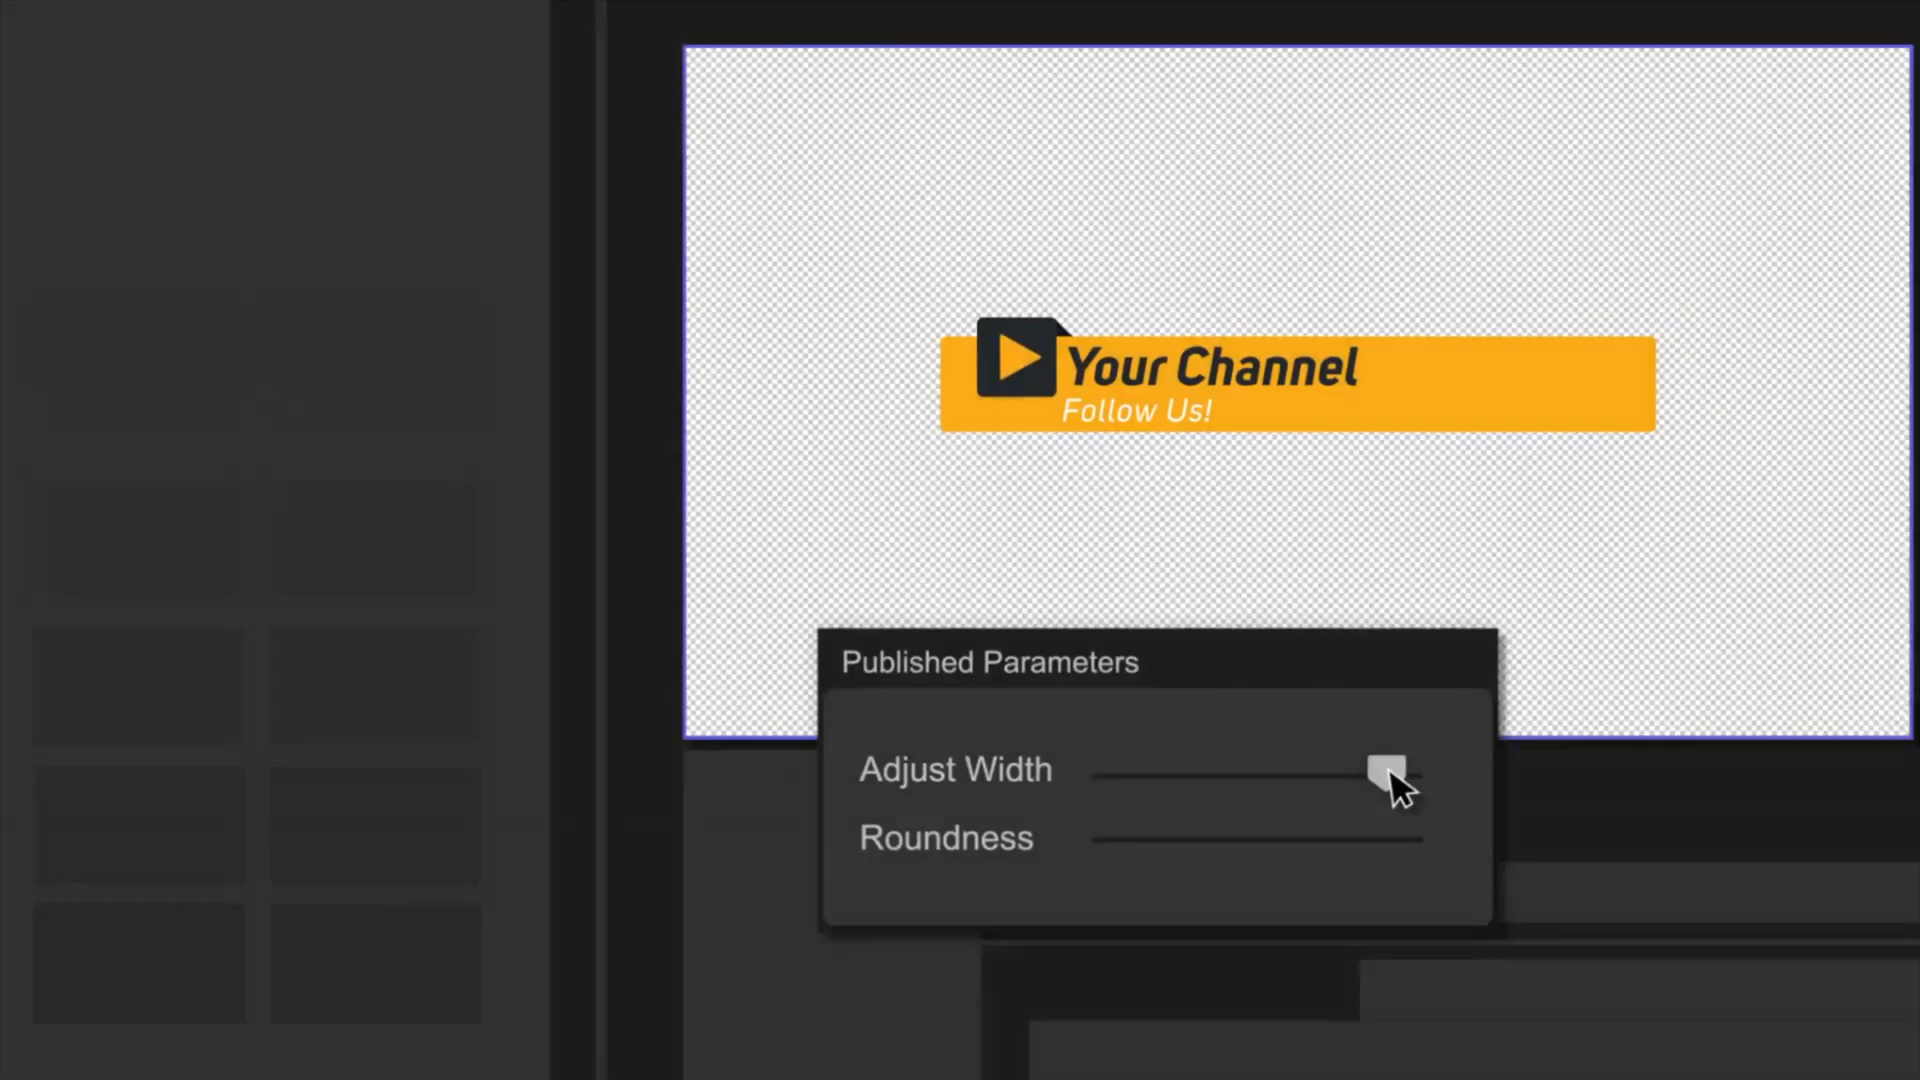 Your Channel
Follow Us!
Published Parameters
Adjust Width
Roundness